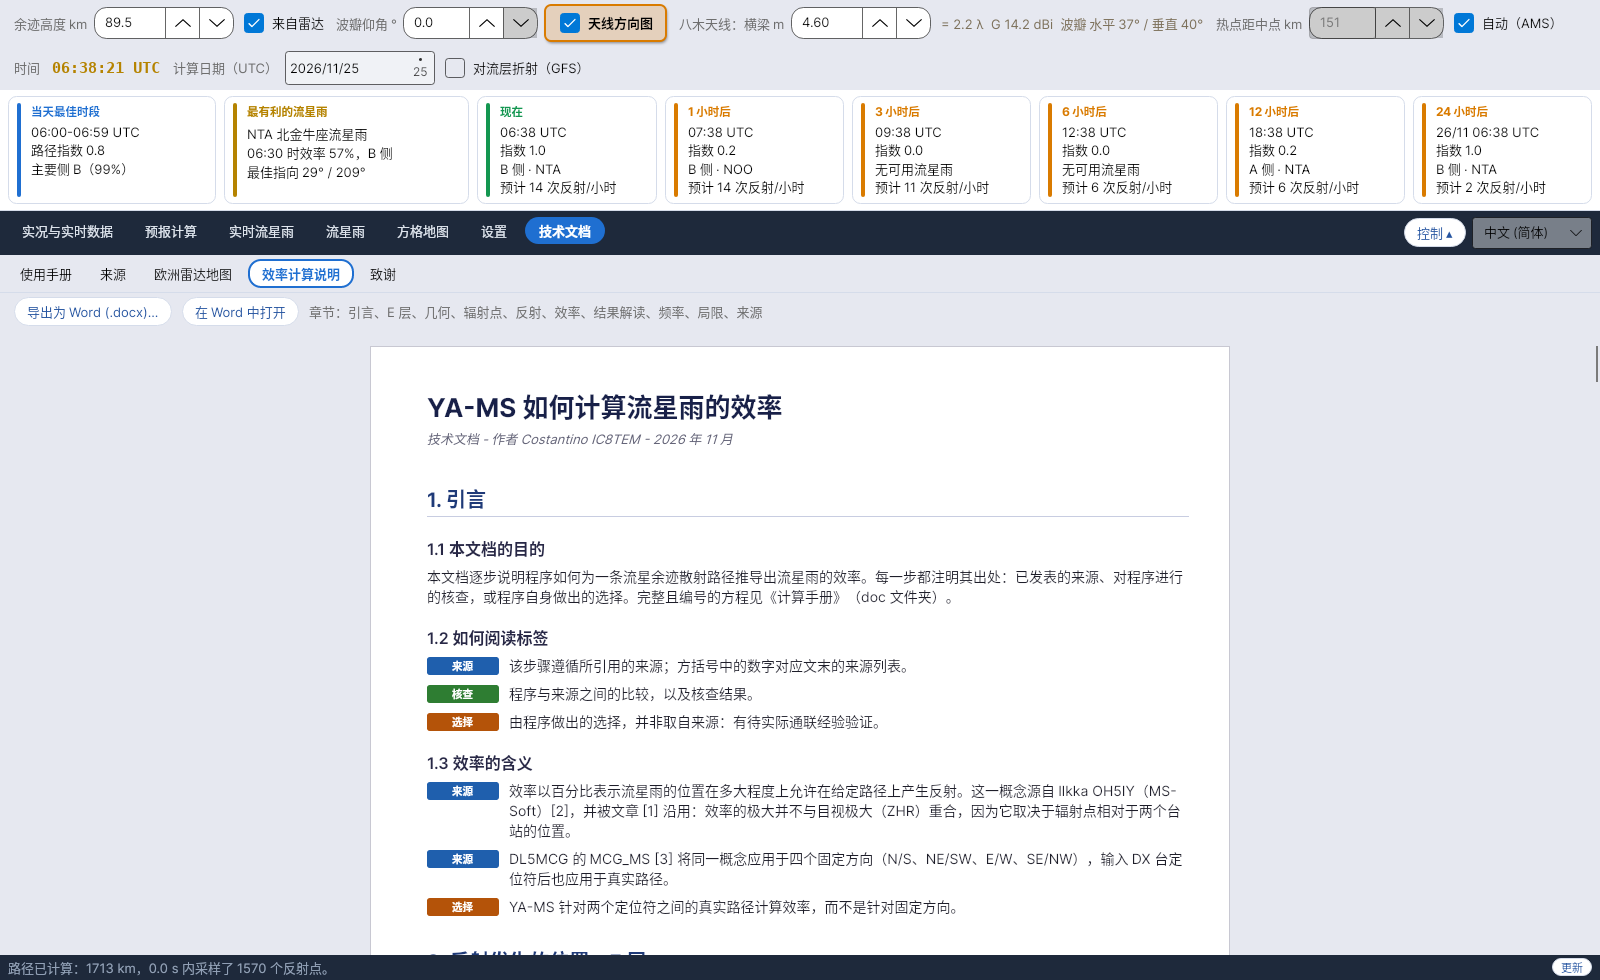 余迹高度 km 89.5 来自雷达 波瓣仰角 ° 0.0 天线方向图 八木天线：横梁 m 4.60 = 2.2 λ G 14.2 dBi 波瓣 水平 37° / 垂直 40° 热点距中点 km 151 自动（AMS）
时间 06:38:21 UTC 计算日期（UTC） 2026/11/25 25 对流层折射（GFS）
当天最佳时段
06:00-06:59 UTC
路径指数 0.8
主要侧 B（99%）
最有利的流星雨
NTA 北金牛座流星雨
06:30 时效率 57%，B 侧
最佳指向 29° / 209°
现在
06:38 UTC
指数 1.0
B 侧 · NTA
预计 14 次反射/小时
1 小时后
07:38 UTC
指数 0.2
B 侧 · NOO
预计 14 次反射/小时
3 小时后
09:38 UTC
指数 0.0
无可用流星雨
预计 11 次反射/小时
6 小时后
12:38 UTC
指数 0.0
无可用流星雨
预计 6 次反射/小时
12 小时后
18:38 UTC
指数 0.2
A 侧 · NTA
预计 6 次反射/小时
24 小时后
26/11 06:38 UTC
指数 1.0
B 侧 · NTA
预计 2 次反射/小时
实况与实时数据 预报计算 实时流星雨 流星雨 方格地图 设置 技术文档 控制 ▴ 中文 (简体)
使用手册 来源 欧洲雷达地图 效率计算说明 致谢
导出为 Word (.docx)... 在 Word 中打开 章节：引言、E 层、几何、辐射点、反射、效率、结果解读、频率、局限、来源
YA-MS 如何计算流星雨的效率
技术文档 - 作者 Costantino IC8TEM - 2026 年 11 月
1. 引言
1.1 本文档的目的
本文档逐步说明程序如何为一条流星余迹散射路径推导出流星雨的效率。每一步都注明其出处：已发表的来源、对程序进行
的核查，或程序自身做出的选择。完整且编号的方程见《计算手册》（doc 文件夹）。
1.2 如何阅读标签
来源 该步骤遵循所引用的来源；方括号中的数字对应文末的来源列表。
核查 程序与来源之间的比较，以及核查结果。
选择 由程序做出的选择，并非取自来源：有待实际通联经验验证。
1.3 效率的含义
来源 效率以百分比表示流星雨的位置在多大程度上允许在给定路径上产生反射。这一概念源自 Ilkka OH5IY（MS-
Soft）[2]，并被文章 [1] 沿用：效率的极大并不与目视极大（ZHR）重合，因为它取决于辐射点相对于两个台
站的位置。
来源 DL5MCG 的 MCG_MS [3] 将同一概念应用于四个固定方向（N/S、NE/SW、E/W、SE/NW），输入 DX 台定
位符后也应用于真实路径。
选择 YA-MS 针对两个定位符之间的真实路径计算效率，而不是针对固定方向。
路径已计算：1713 km，0.0 s 内采样了 1570 个反射点。 更新